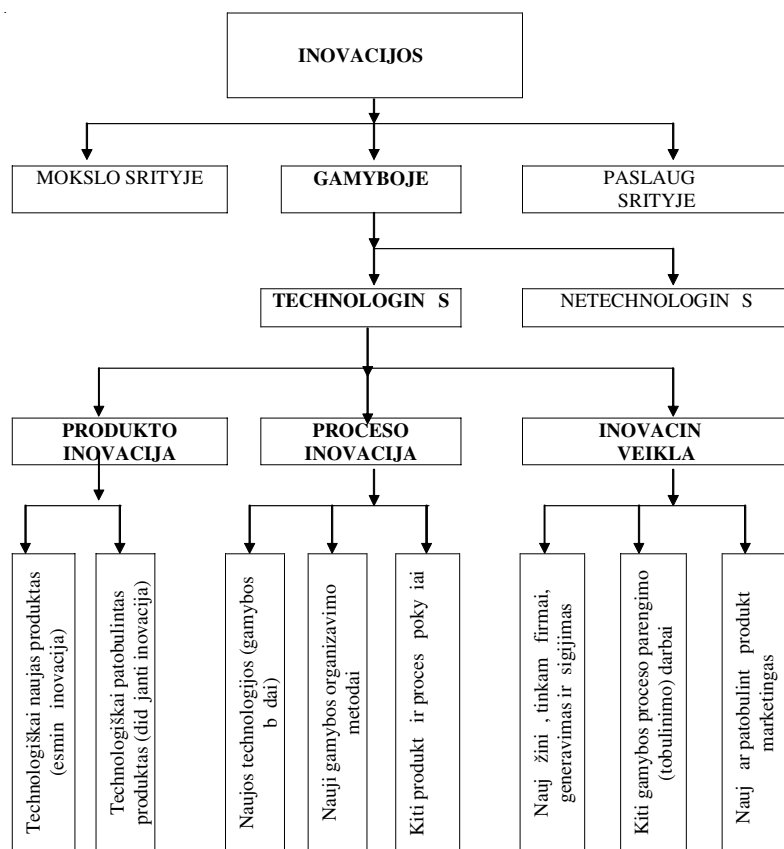 INOVACIJOS
MOKSLO SRITYJE
GAMYBOJE
PASLAUG
SRITYJE
TECHNOLOGIN S
NETECHNOLOGIN S
PRODUKTO
INOVACIJA
PROCESO
INOVACIJA
INOVACIN
VEIKLA
Technologiškai naujas produktas
(esmin inovacija)
Technologiškai patobulintas
produktas (did janti inovacija)
Naujos technologijos (gamybos
b dai)
Nauji gamybos organizavimo
metodai
Kiti produkt ir proces poky iai
Nauj žini , tinkam firmai,
generavimas ir sigijimas
Kiti gamybos proceso parengimo
(tobulinimo) darbai
Nauj ar patobulint produkt
marketingas